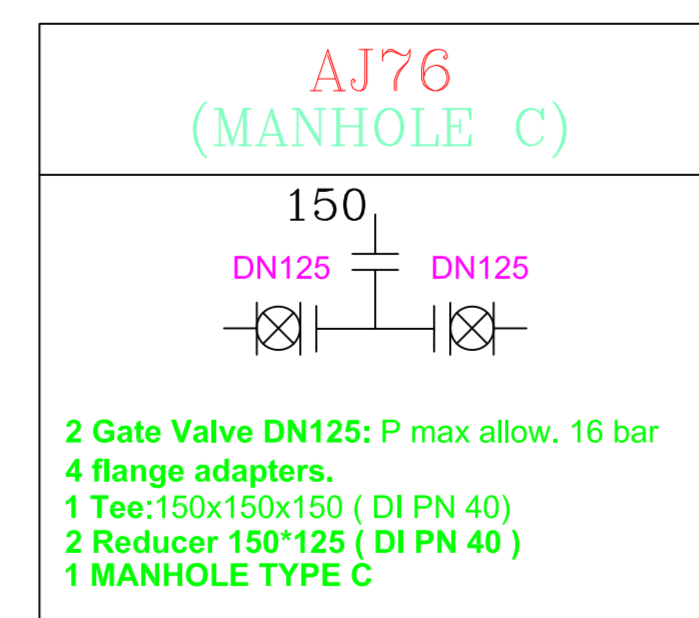 AJ76
(MANHOLE C)
150
DN125 DN125
2 Gate Valve DN125: P max allow. 16 bar
4 flange adapters.
1 Tee:150x150x150 ( DI PN 40)
2 Reducer 150*125 ( DI PN 40 )
1 MANHOLE TYPE C